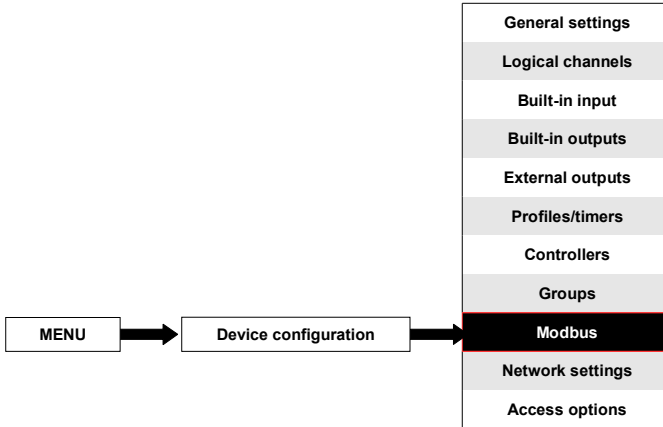 General settings
Logical channels
Built-in input
Built-in outputs
External outputs
Profiles/timers
Controllers
Groups
MENU
Device configuration
Modbus
Network settings
Access options